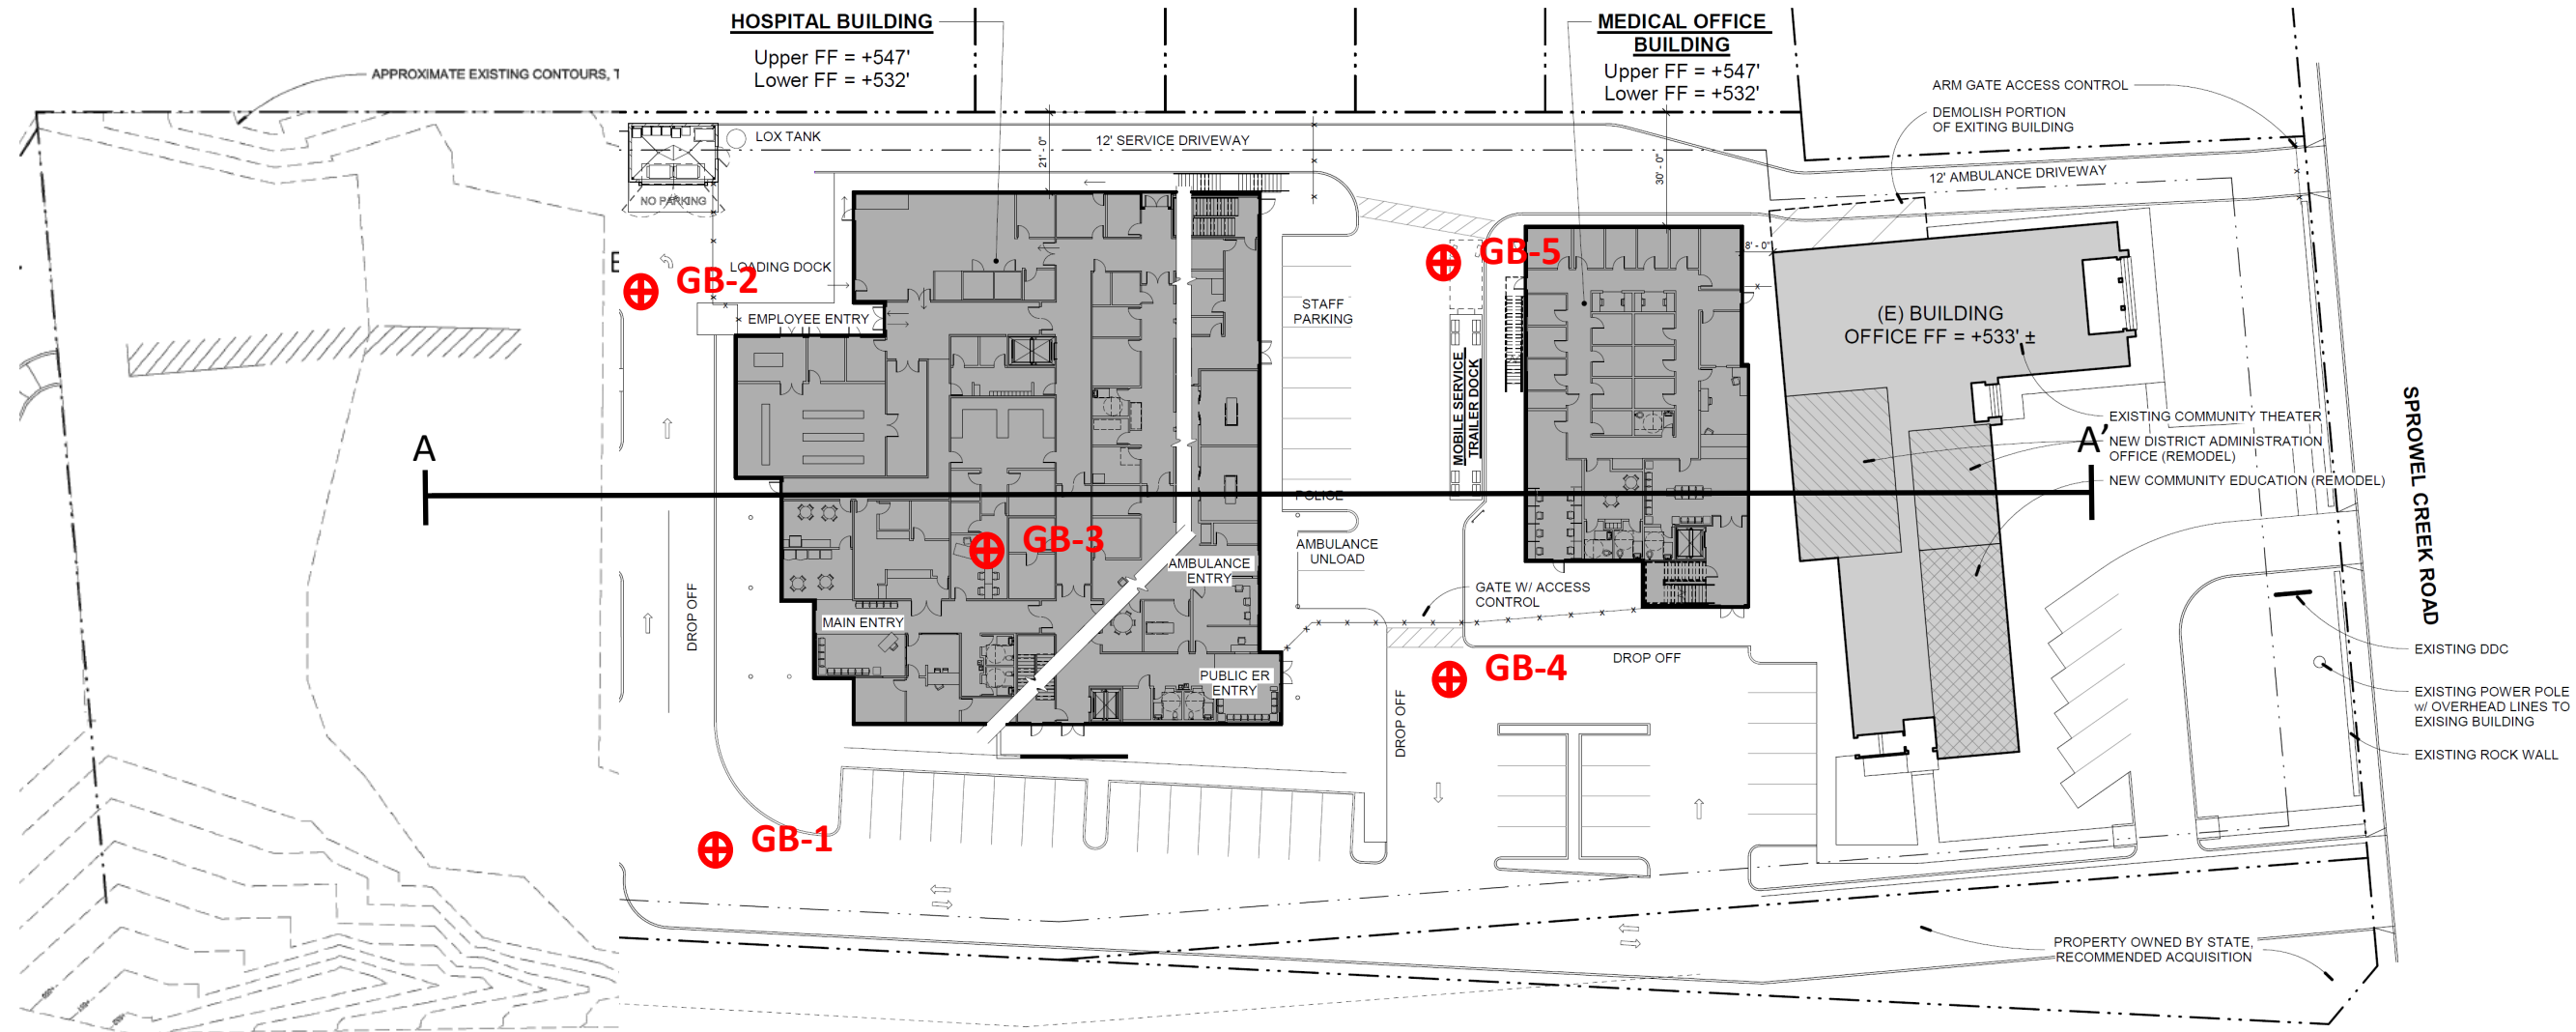 HOSPITAL BUILDING
Upper FF = +547'
Lower FF = +532'
MEDICAL OFFICE
BUILDING
Upper FF = +547'
Lower FF = +532'
APPROXIMATE EXISTING CONTOURS, T
ARM GATE ACCESS CONTROL
DEMOLISH PORTION
OF EXITING BUILDING
LOX TANK
12' SERVICE DRIVEWAY
21' - 0"
30' - 0"
12' AMBULANCE DRIVEWAY
NO PARKING
8' - 0"
E
LOADING DOCK
GB-2
GB-5
EMPLOYEE ENTRY
STAFF
PARKING
(E) BUILDING
OFFICE FF = +533' ±
MOBILE SERVICE
TRAILER DOCK
SPROWEL CREEK ROAD
EXISTING COMMUNITY THEATER
A
A'
NEW DISTRICT ADMINISTRATION
OFFICE (REMODEL)
NEW COMMUNITY EDUCATION (REMODEL)
POLICE
GB-3
AMBULANCE
UNLOAD
AMBULANCE
ENTRY
GATE W/ ACCESS
CONTROL
DROP OFF
MAIN ENTRY
DROP OFF
GB-4
PUBLIC ER
ENTRY
DROP OFF
EXISTING DDC
EXISTING POWER POLE
w/ OVERHEAD LINES TO
EXISING BUILDING
EXISTING ROCK WALL
GB-1
PROPERTY OWNED BY STATE,
RECOMMENDED ACQUISITION